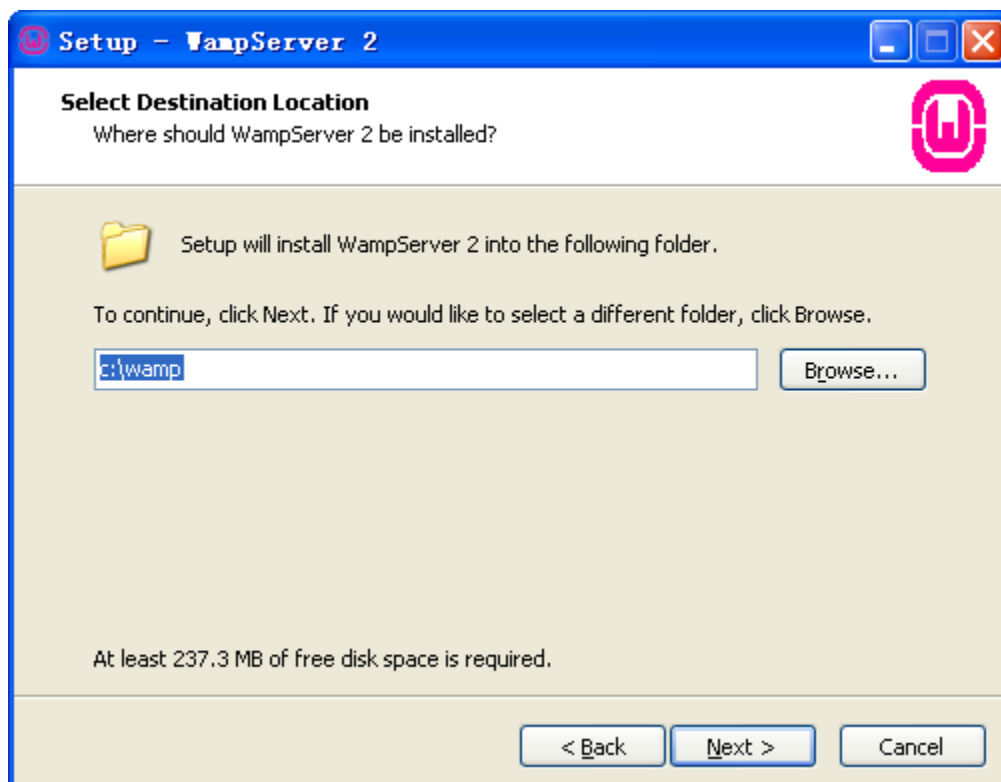 Setup - WampServer 2
Select Destination Location
Where should WampServer 2 be installed?
W
Setup will install WampServer 2 into the following folder.
To continue, click Next. If you would like to select a different folder, click Browse.
c:\wamp
Browse...
At least 237.3 MB of free disk space is required.
< Back
Next >
Cancel